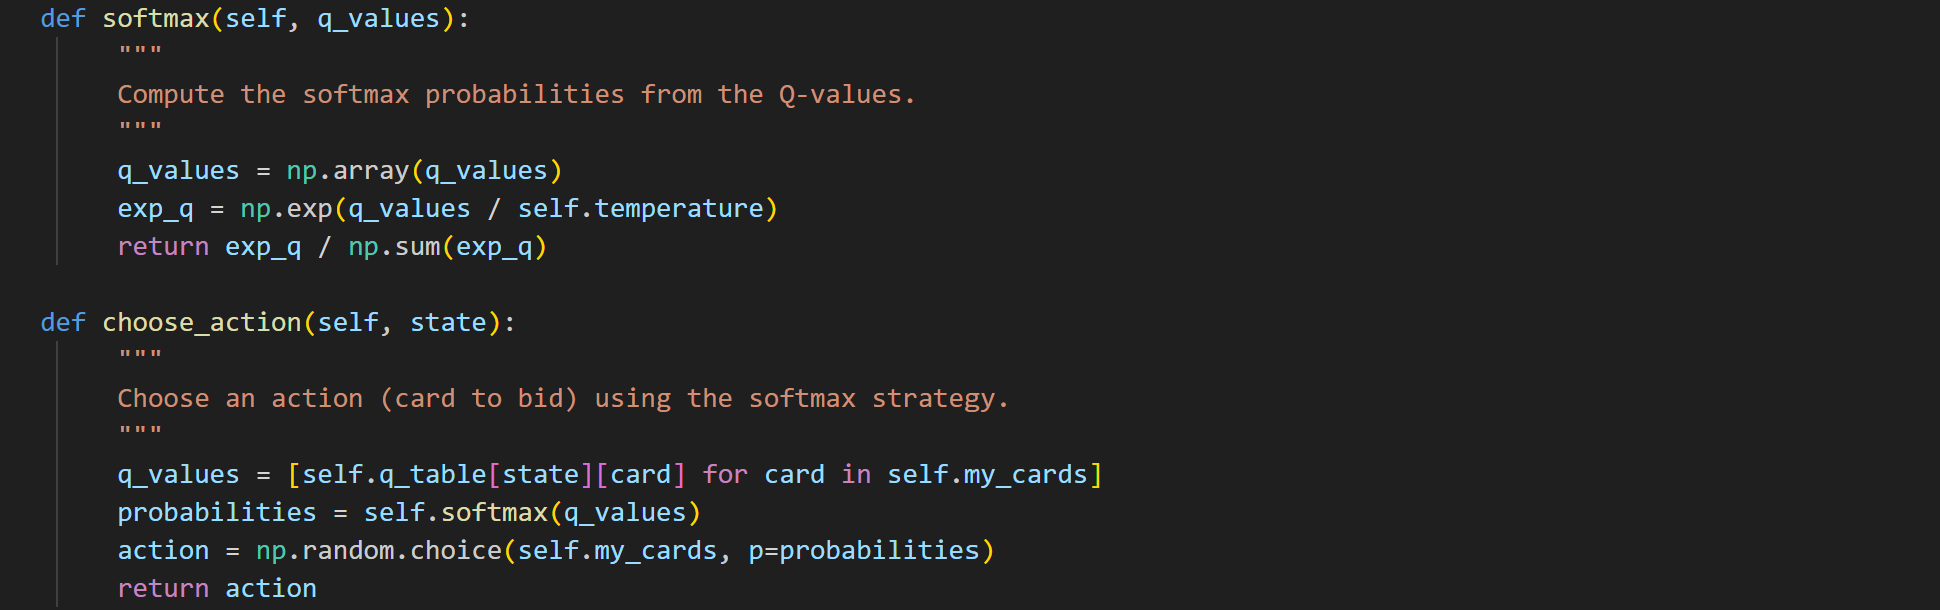 def softmax(self, q_values):
"""
Compute the softmax probabilities from the Q-values.
"""
q_values = np.array(q_values)
exp_q = np.exp(q_values / self.temperature)
return exp_q / np.sum(exp_q)
def choose_action(self, state):
"""
Choose an action (card to bid) using the softmax strategy.
"""
q_values = [self.q_table[state][card] for card in self.my_cards]
probabilities = self.softmax(q_values)
action = np.random.choice(self.my_cards, p=probabilities)
return action